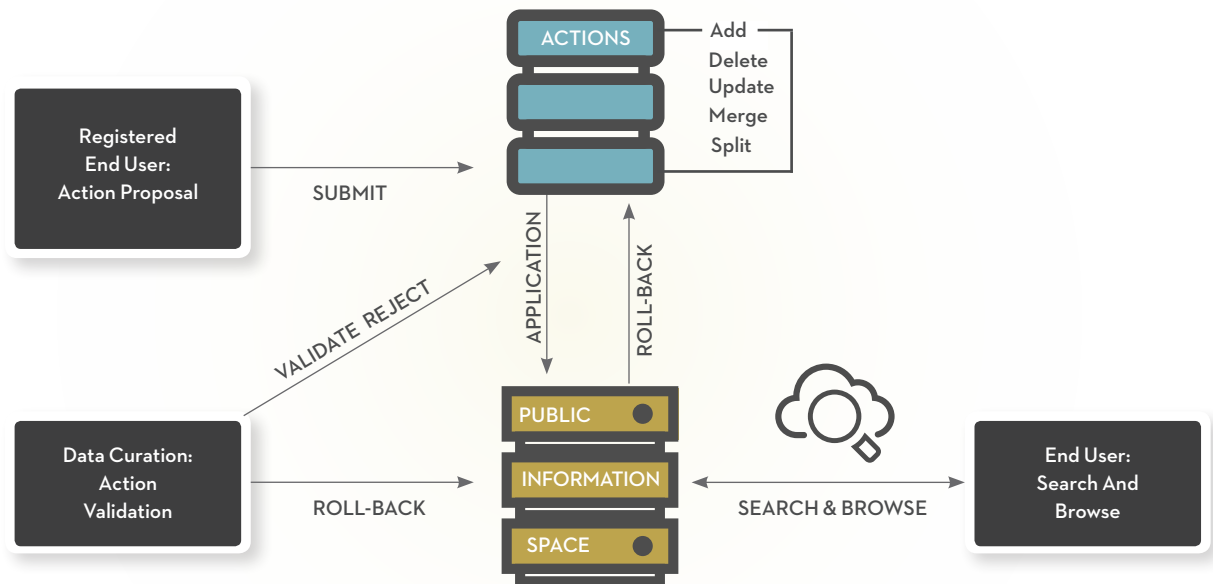 ACTIONS
Add
Delete
Update
Merge
Split
Registered
End User:
Action Proposal
SUBMIT
APPLICATION
ROLL-BACK
VALIDATE REJECT
PUBLIC
INFORMATION
SPACE
Data Curation:
Action
Validation
ROLL-BACK
SEARCH & BROWSE
End User:
Search And
Browse